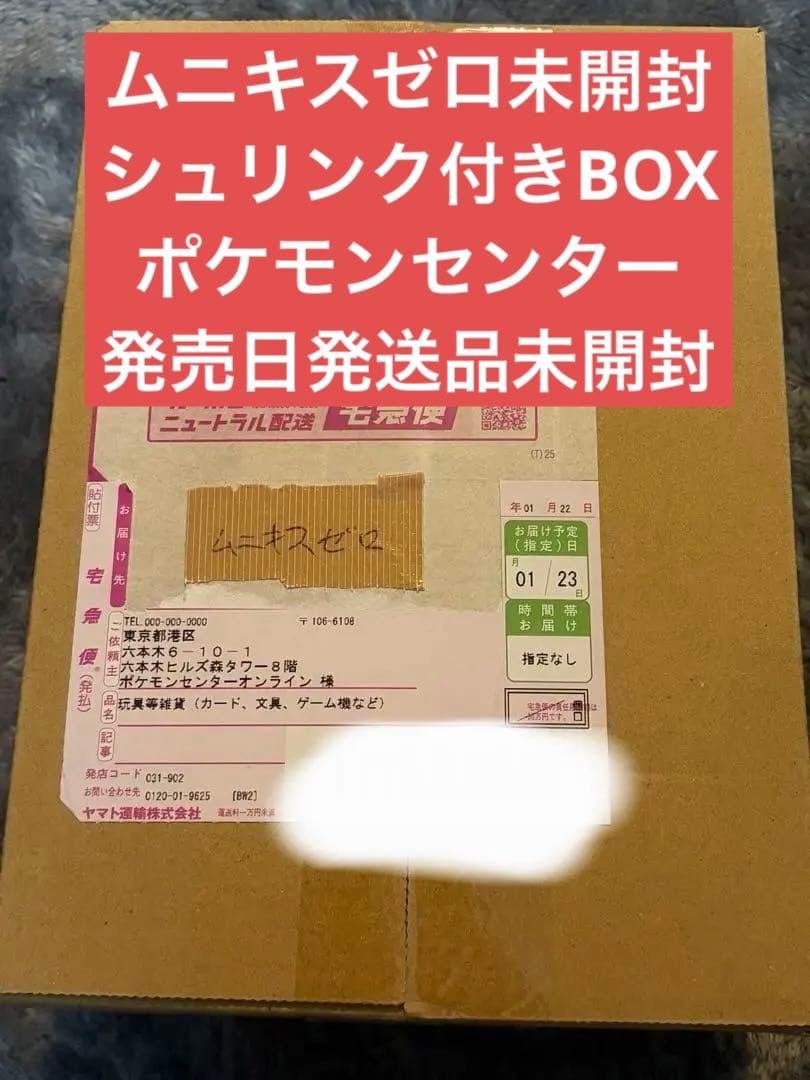 ムニキスゼロ未開封
シュリンク付きBOX
ポケモンセンター
発売日発送品未開封
ニュートラル配送 宅急便
(T)25
貼付票
宅急便
(発払)
お届け先
ムニキスゼロ
年01月22日
お届け予定
(指定)日
月
01/23
日
時間帯
お届け
指定なし
ご依頼主
TEL 000-000-0000 〒106-6108
東京都港区
六本木6-10-1
六本木ヒルズ森タワー8階
ポケモンセンターオンライン 様
品名
玩具等雑貨(カード、文具、ゲーム機など)
記事
発店コード 031-902
お問い合わせ先 0120-01-9625 [BW2]
ヤマト運輸株式会社